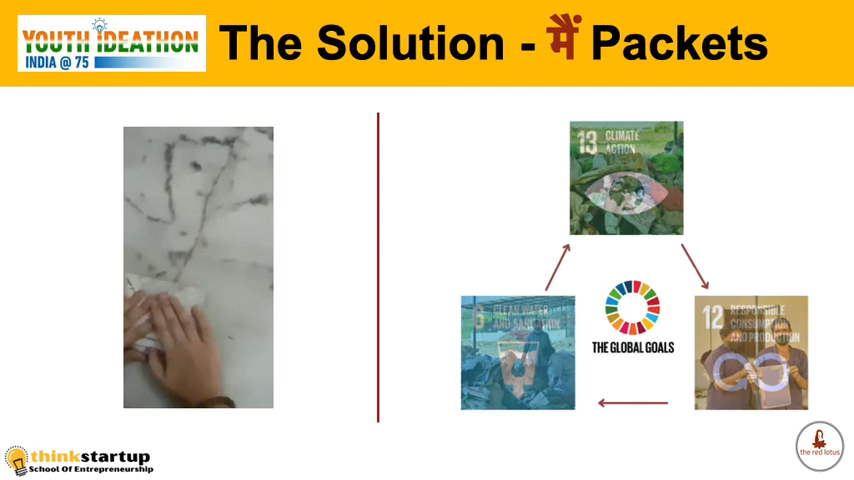 YOUTH IDEATHON
INDIA @ 75
The Solution - मैं Packets
13 CLIMATE
ACTION
6 CLEAN WATER
AND SANITATION
THE GLOBAL GOALS
12 RESPONSIBLE
CONSUMPTION
AND PRODUCTION
thinkstartup
School Of Entrepreneurship
the red lotus